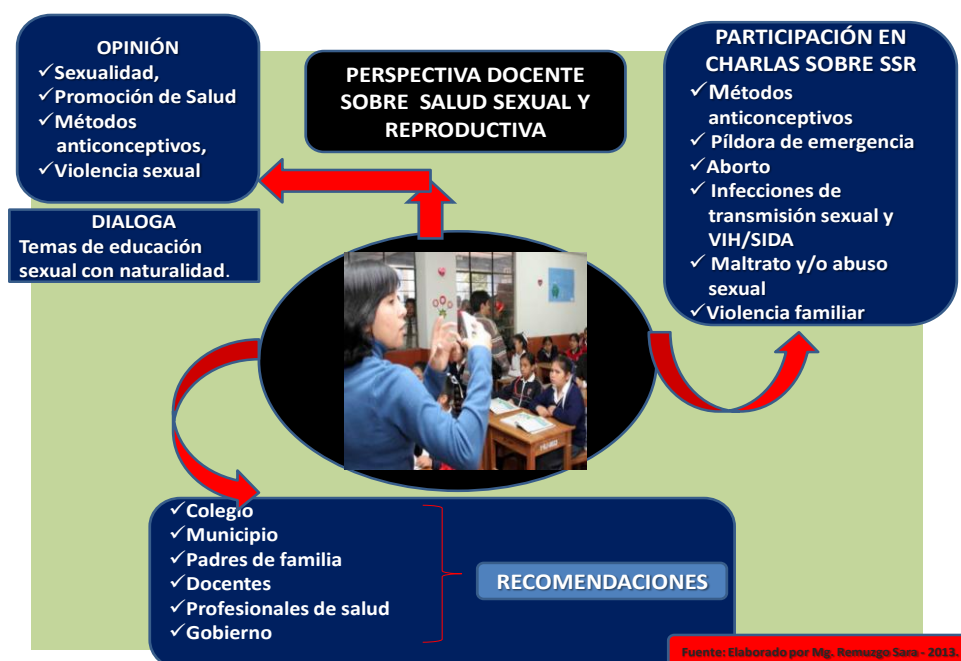 OPINIÓN
✓Sexualidad,
✓Promoción de Salud
✓Métodos
anticonceptivos,
✓Violencia sexual
DIALOGA
Temas de educación
sexual con naturalidad.
PERSPECTIVA DOCENTE
SOBRE SALUD SEXUAL Y
REPRODUCTIVA
PARTICIPACIÓN EN
CHARLAS SOBRE SSR
✓Métodos
anticonceptivos
✓Píldora de emergencia
✓Aborto
✓Infecciones de
transmisión sexual y
VIH/SIDA
✓Maltrato y/o abuso
sexual
✓Violencia familiar
✓Colegio
✓Municipio
✓Padres de familia
✓Docentes
✓Profesionales de salud
✓Gobierno
RECOMENDACIONES
Fuente: Elaborado por Mg. Remuzgo Sara - 2013.